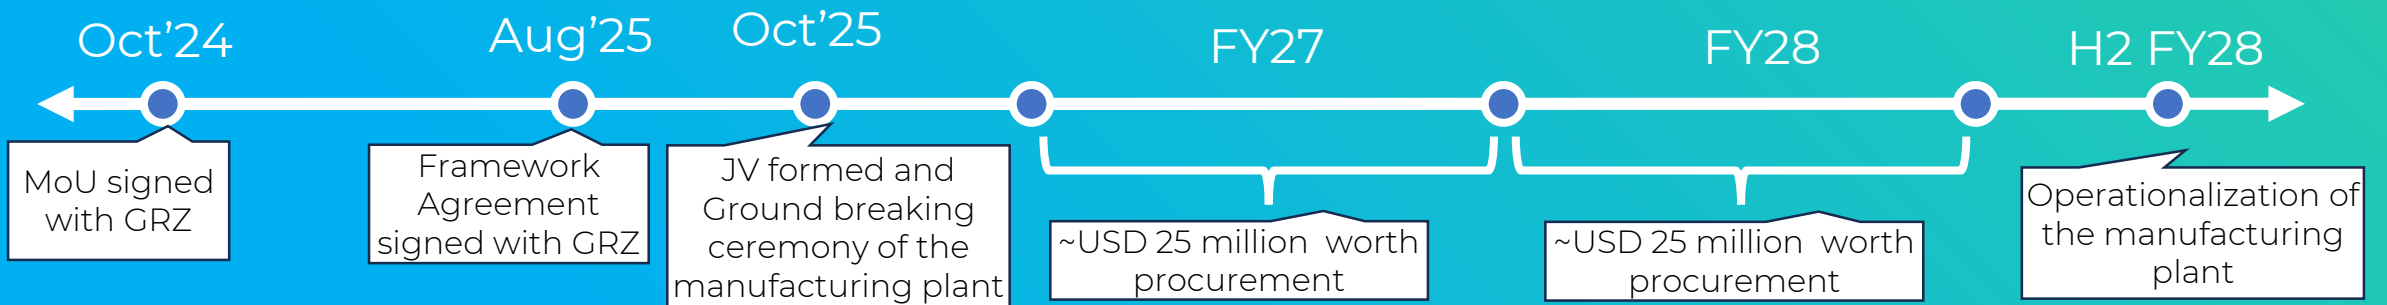 Oct’24
Aug’25
Oct’25
FY27
FY28
H2 FY28
MoU signed
with GRZ
Framework
Agreement
signed with GRZ
JV formed and
Ground breaking
ceremony of the
manufacturing plant
~USD 25 million  worth
procurement
~USD 25 million  worth
procurement
Operationalization of
the manufacturing
plant